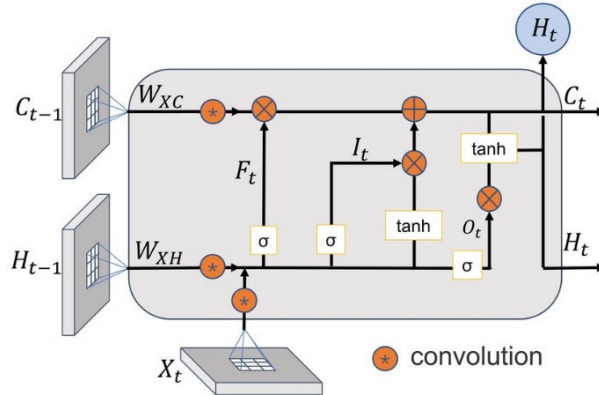 H_t
C_{t-1}
W_{XC}
*
C_t
F_t
I_t
tanh
O_t
σ
σ
tanh
σ
H_{t-1}
W_{XH}
*
H_t
*
X_t
* convolution